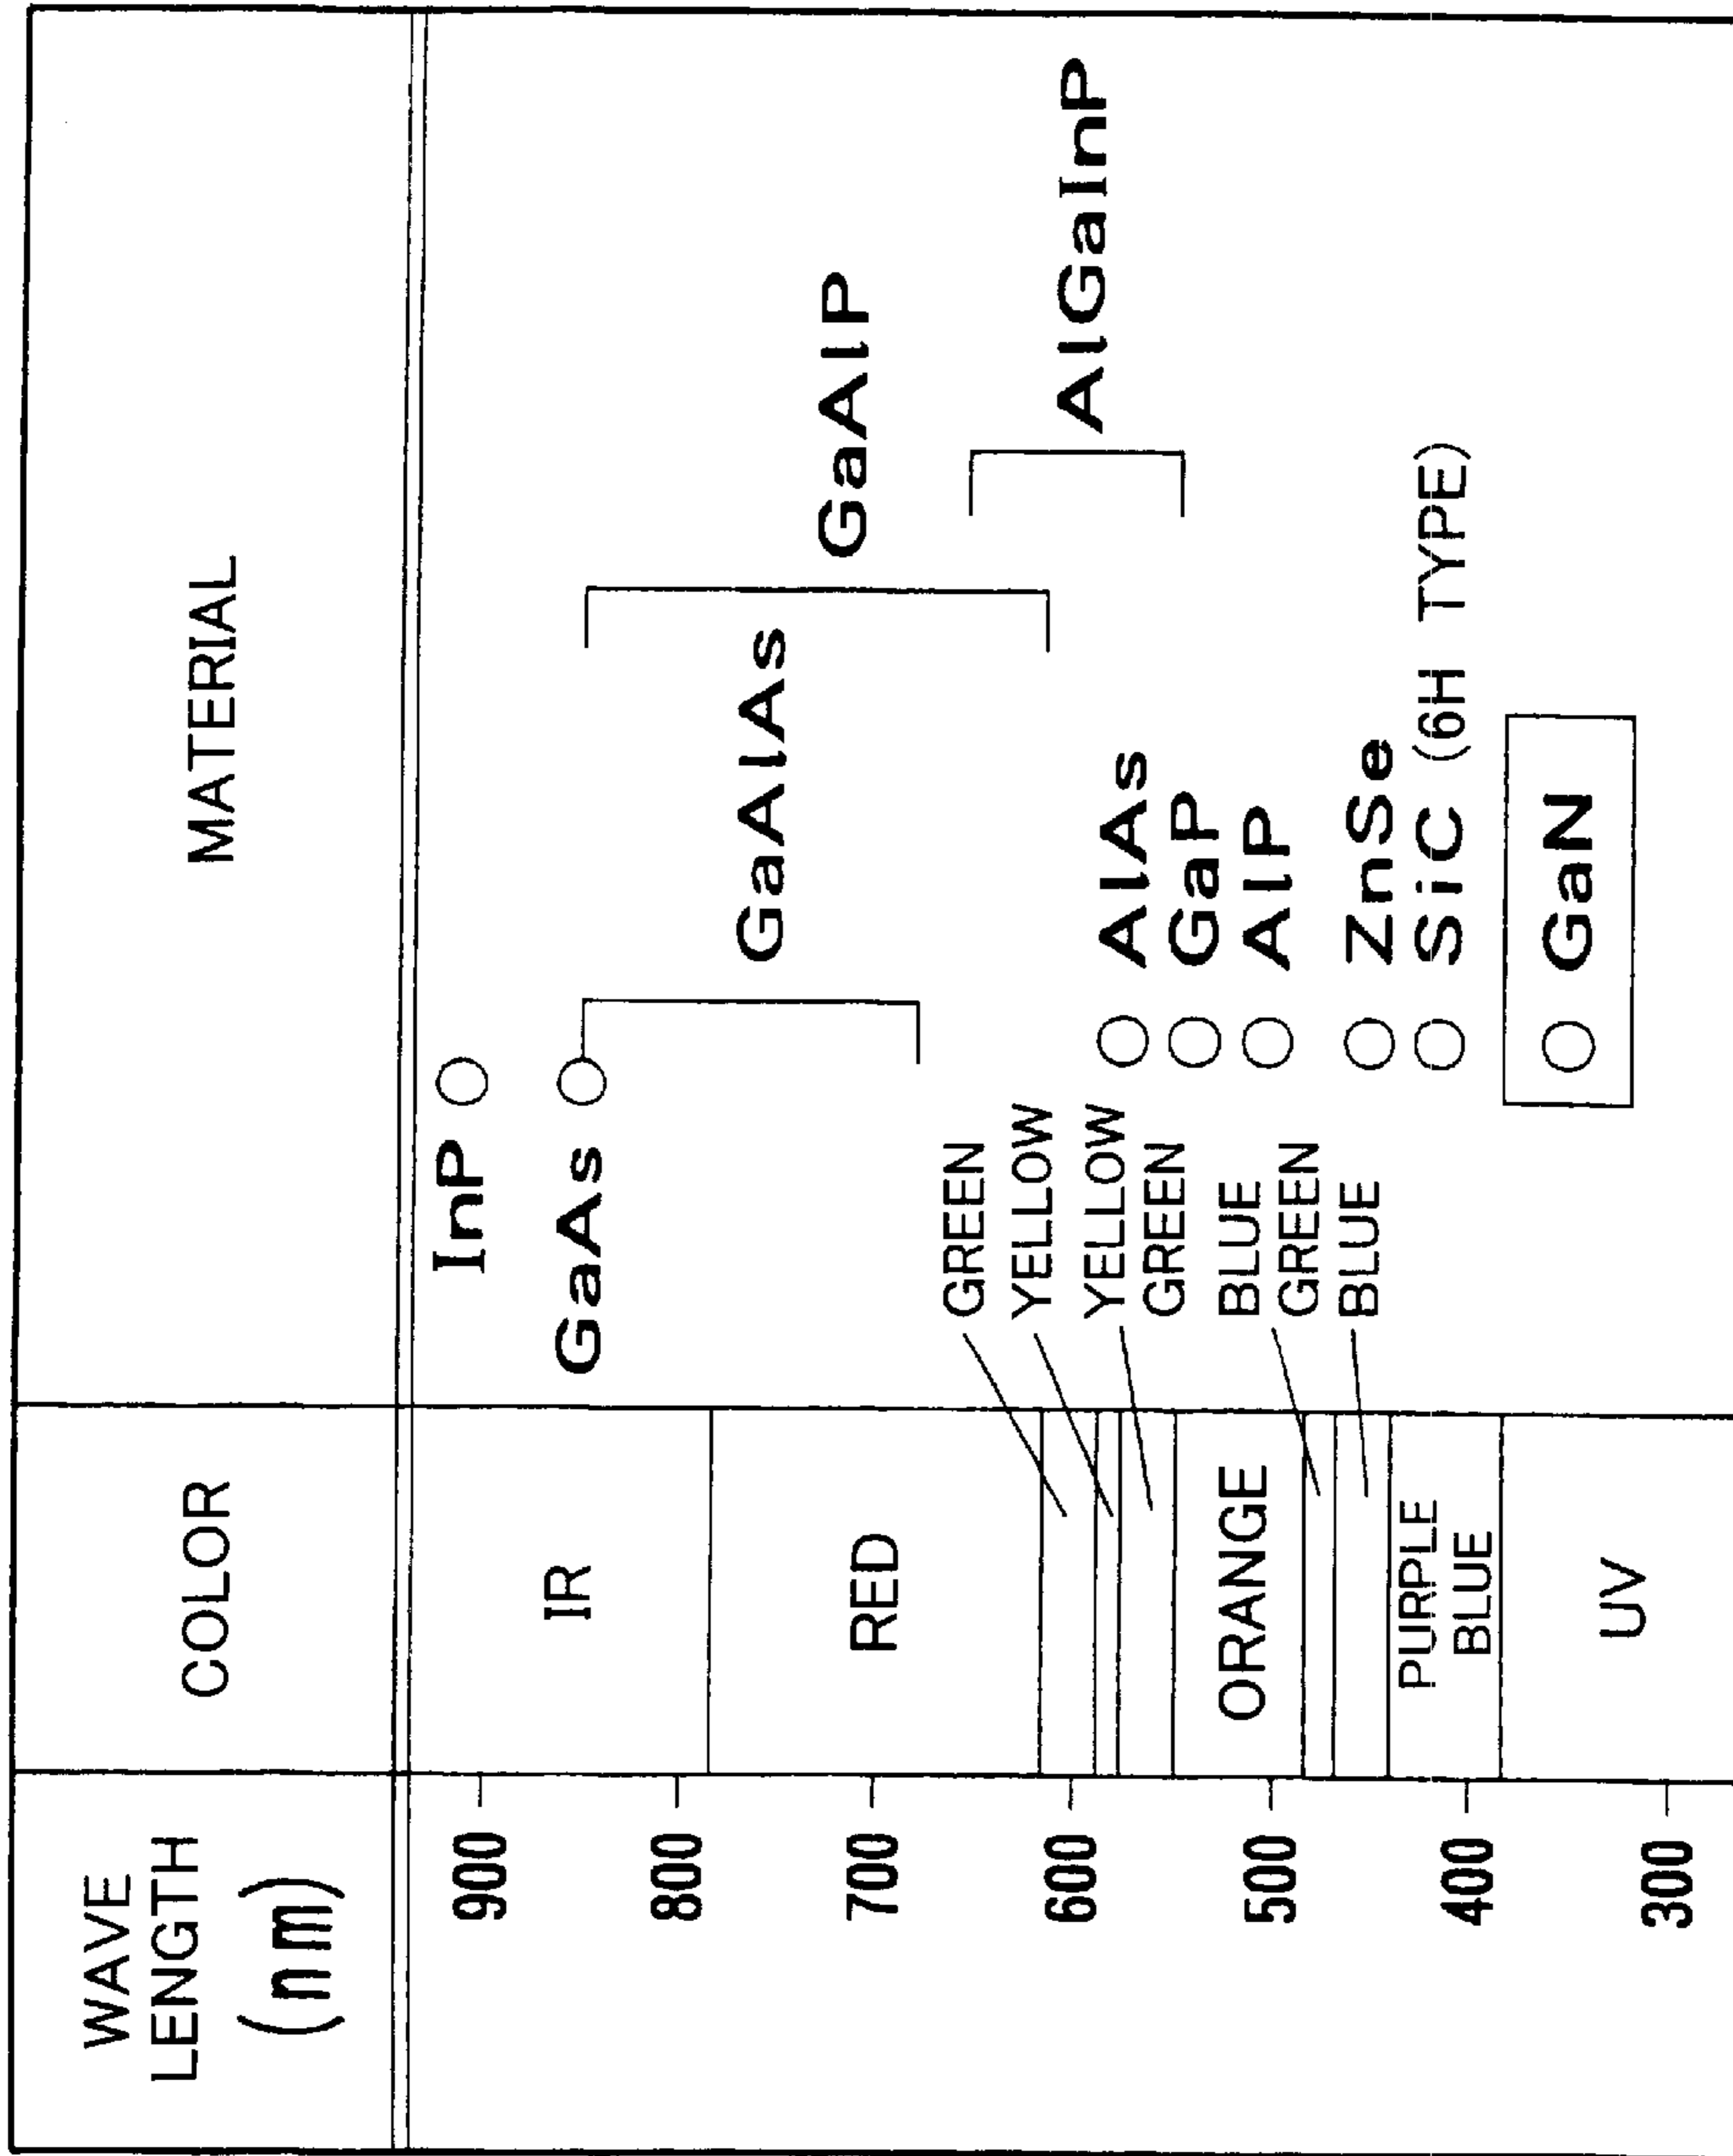 WAVE
LENGTH
(nm)
COLOR
MATERIAL
900
800
700
600
500
400
300
IR
RED
ORANGE
PURPLE
BLUE
UV
GREEN
YELLOW
YELLOW
GREEN
BLUE
GREEN
BLUE
InP
GaAs
GaAlAs
GaAlP
AlGaInP
AlAs
GaP
AlP
ZnSe
SiC (6H TYPE)
GaN